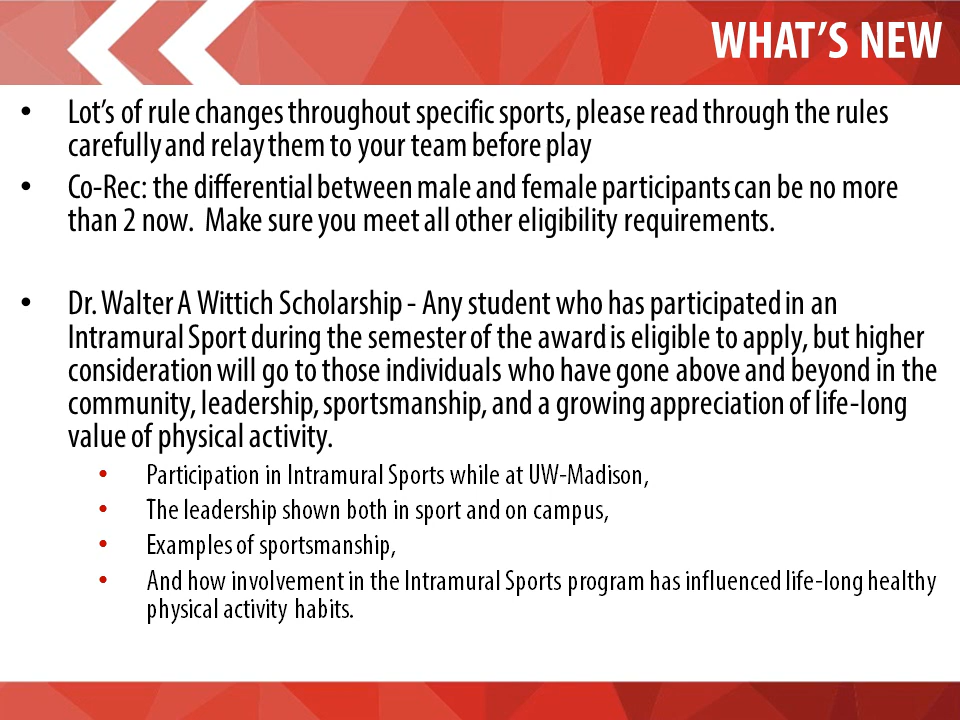 WHAT'S NEW
• Lot's of rule changes throughout specific sports, please read through the rules
carefully and relay them to your team before play
• Co-Rec: the differential between male and female participants can be no more
than 2 now.  Make sure you meet all other eligibility requirements.
• Dr. Walter A Wittich Scholarship - Any student who has participated in an
Intramural Sport during the semester of the award is eligible to apply, but higher
consideration will go to those individuals who have gone above and beyond in the
community, leadership, sportsmanship, and a growing appreciation of life-long
value of physical activity.
• Participation in Intramural Sports while at UW-Madison,
• The leadership shown both in sport and on campus,
• Examples of sportsmanship,
• And how involvement in the Intramural Sports program has influenced life-long healthy
physical activity habits.